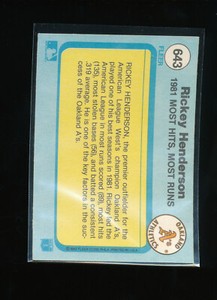 FLEER
643
Rickey Henderson
1981 MOST HITS, MOST RUNS
OAKLAND
ATHLETICS
RICKEY HENDERSON, the premier outfielder for the
American League West's champion Oakland A's,
played one of his best seasons in 1981. Rickey led the
American League in most runs scored (89), most hits
(135), most stolen bases (56), and batted a consistent
.319 average. He is one of the key factors in the suc-
cess of the Oakland A's.